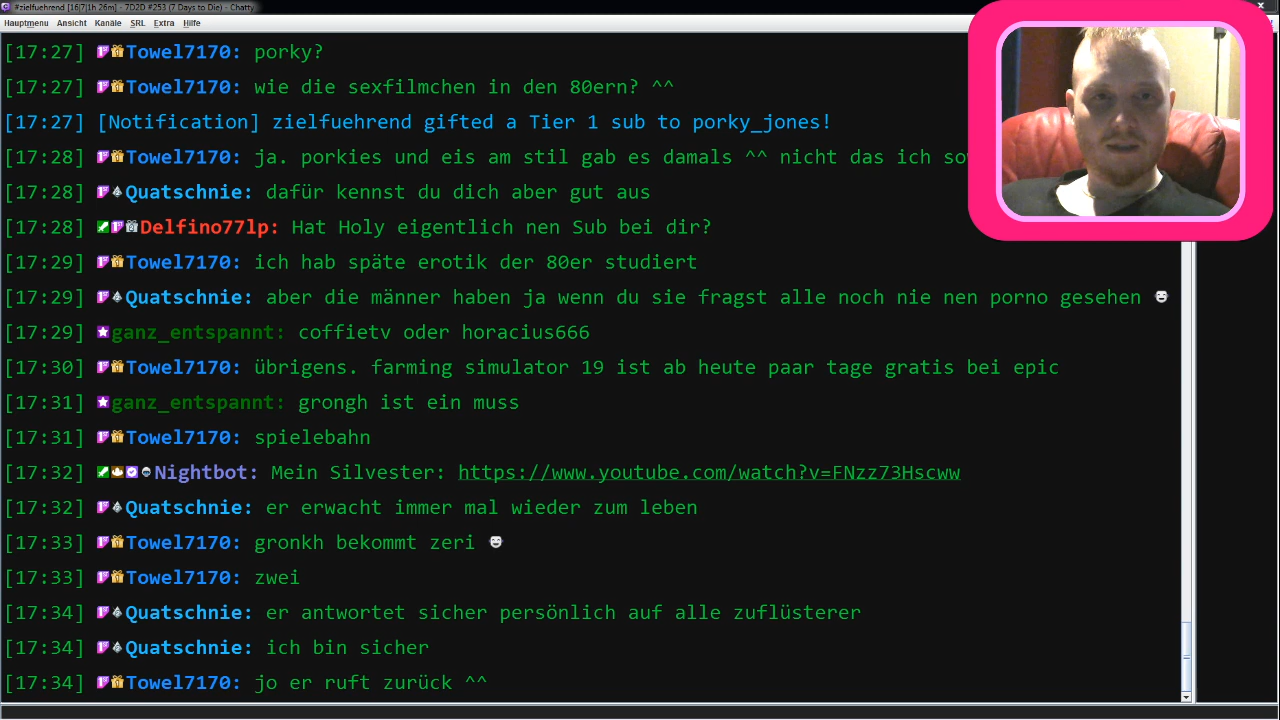 #zielfuehrend [16|7|1h 26m] - 7D2D #253 (7 Days to Die) - Chatty
Hauptmenu Ansicht Kanäle SRL Extra Hilfe
[17:27] Towel7170: porky?
[17:27] Towel7170: wie die sexfilmchen in den 80ern? ^^
[17:27] [Notification] zielfuehrend gifted a Tier 1 sub to porky_jones!
[17:28] Towel7170: ja. porkies und eis am stil gab es damals ^^ nicht das ich
[17:28] Quatschnie: dafür kennst du dich aber gut aus
[17:28] Delfino77lp: Hat Holy eigentlich nen Sub bei dir?
[17:29] Towel7170: ich hab späte erotik der 80er studiert
[17:29] Quatschnie: aber die männer haben ja wenn du sie fragst alle noch nie nen porno gesehen
[17:29] ganz_entspannt: coffietv oder horacius666
[17:30] Towel7170: übrigens. farming simulator 19 ist ab heute paar tage gratis bei epic
[17:31] ganz_entspannt: grongh ist ein muss
[17:31] Towel7170: spielebahn
[17:32] Nightbot: Mein Silvester: https://www.youtube.com/watch?v=FNzz73Hscww
[17:32] Quatschnie: er erwacht immer mal wieder zum leben
[17:33] Towel7170: gronkh bekommt zeri
[17:33] Towel7170: zwei
[17:34] Quatschnie: er antwortet sicher persönlich auf alle zuflüsterer
[17:34] Quatschnie: ich bin sicher
[17:34] Towel7170: jo er ruft zurück ^^